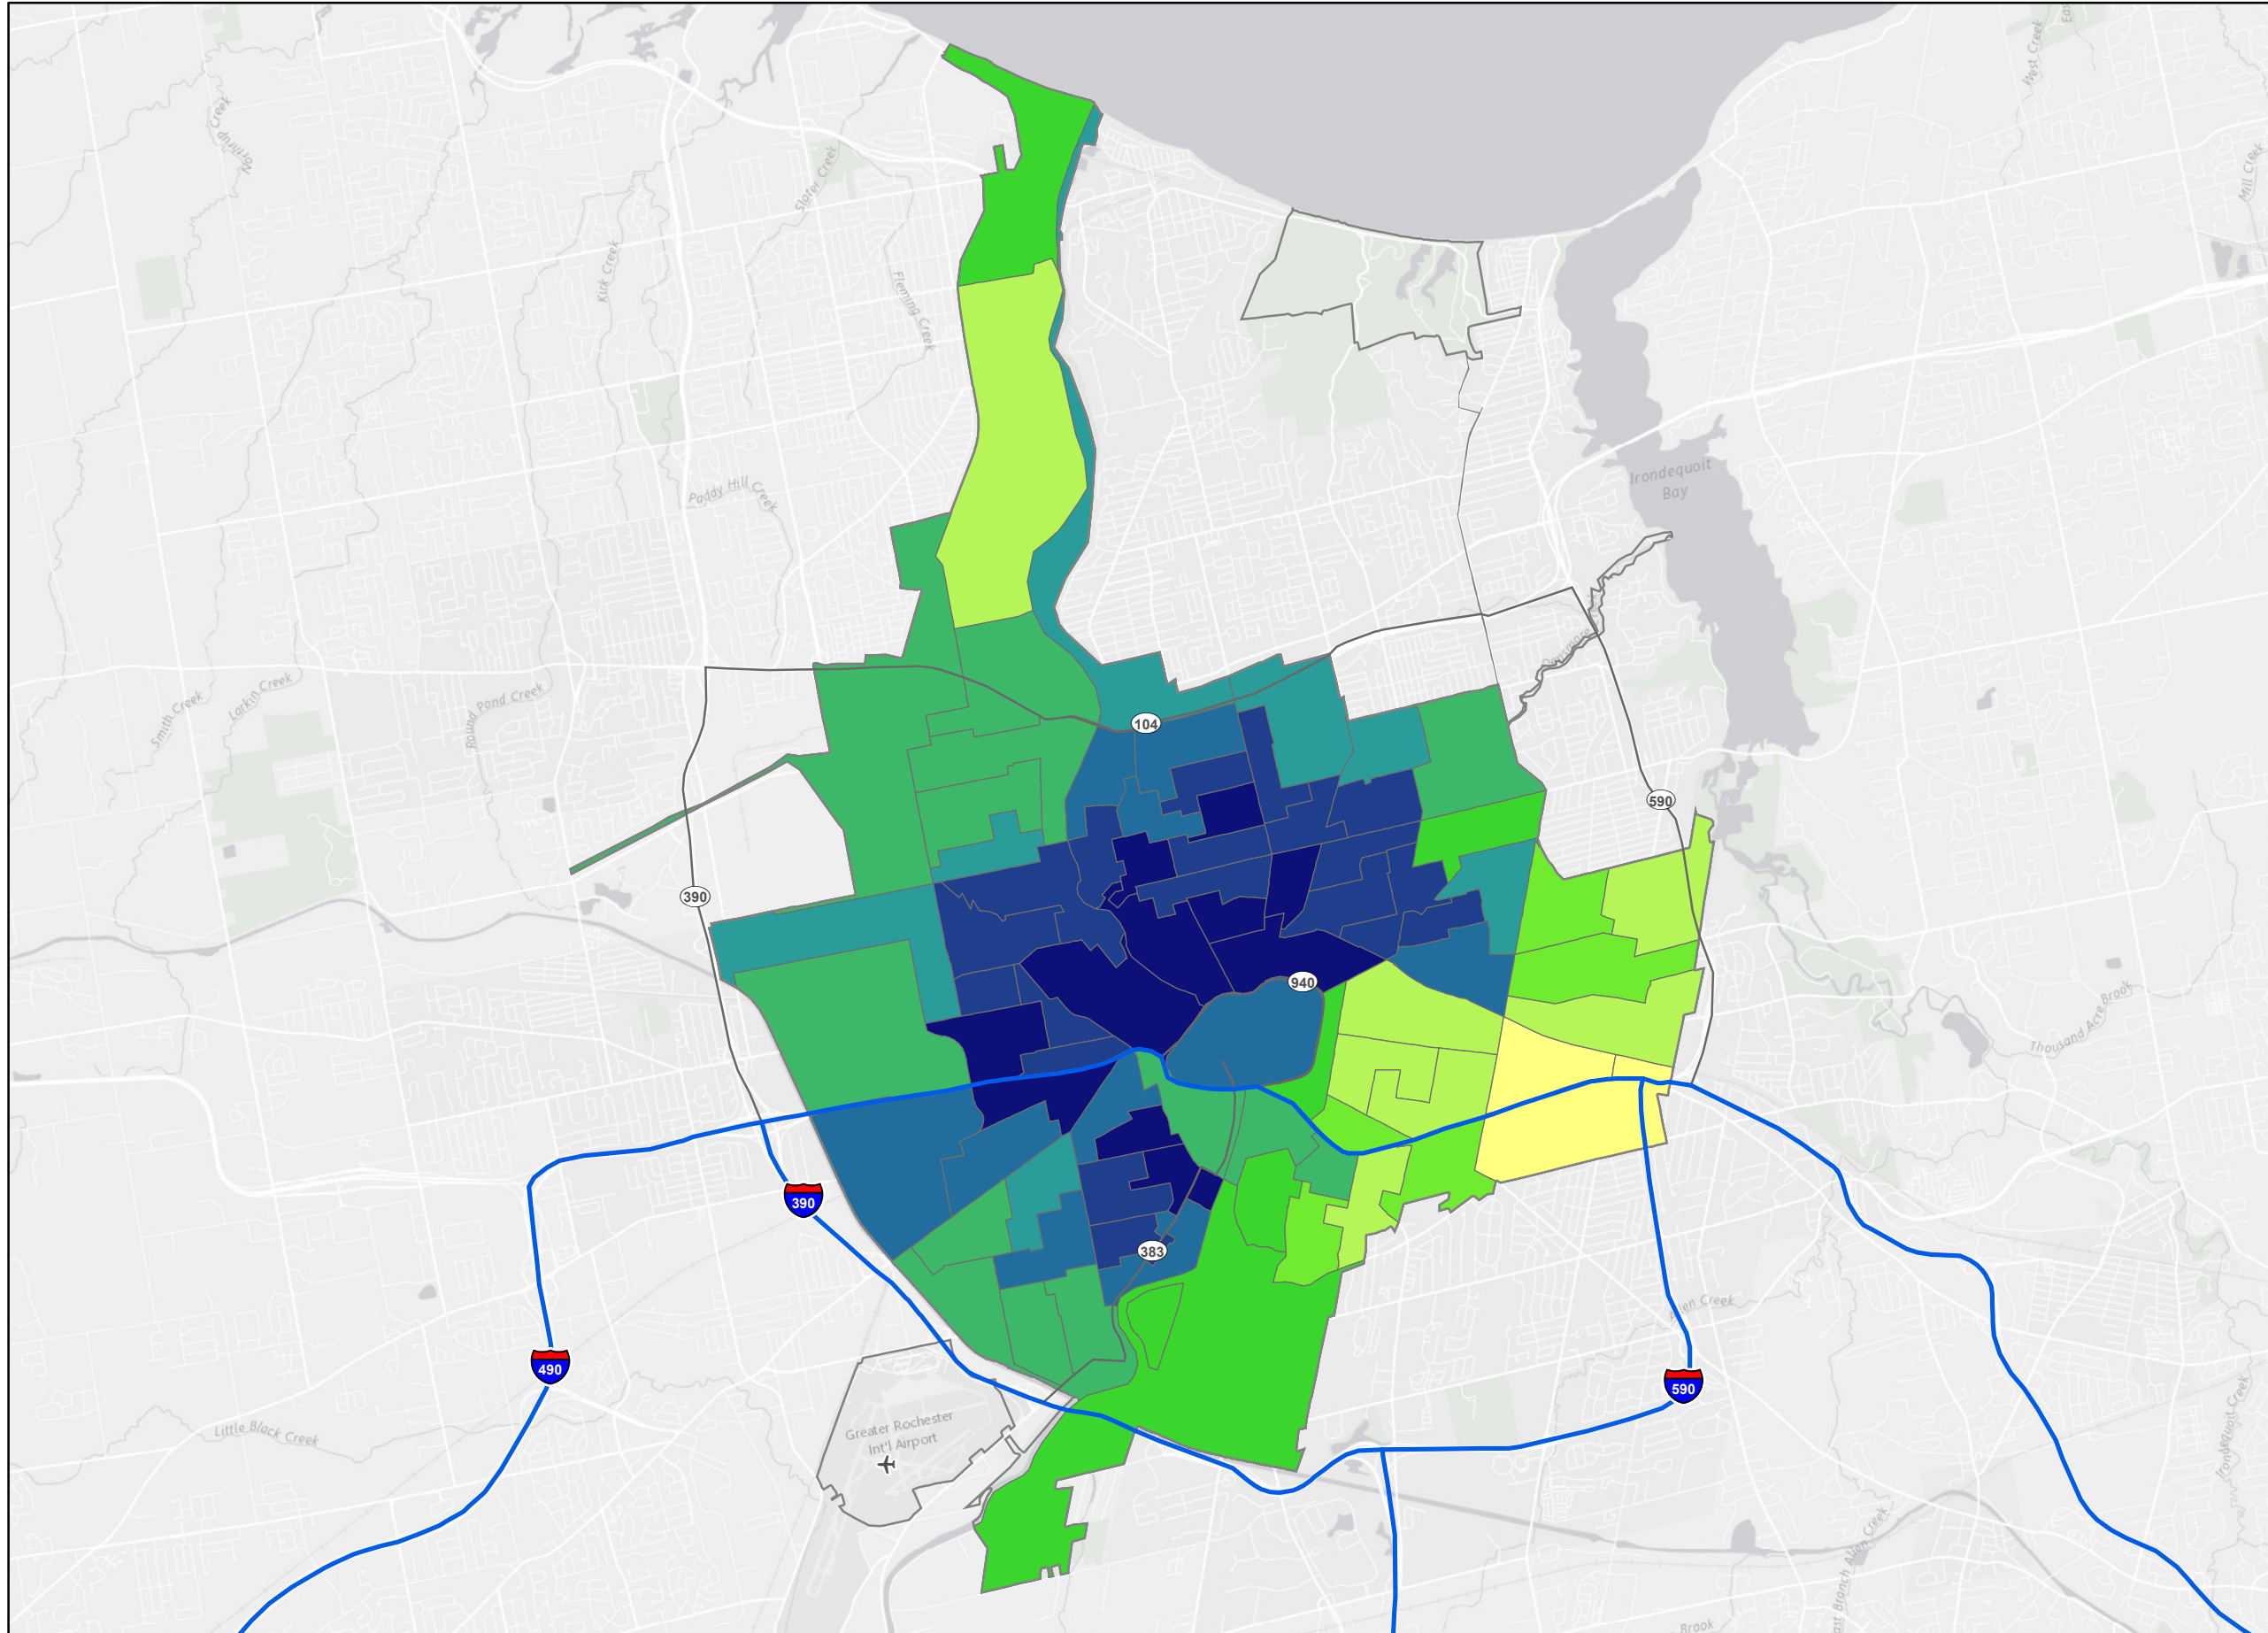 West Creek
Mill Creek
Northrup
Creek
Slater Creek
Kirk Creek
Fleming Creek
Paddy Hill Creek
Irondequoit
Bay
Smith Creek
Larkin Creek
Round Pond Creek
104
590
390
940
Thousand Acre Brook
390
383
Allen Creek
490
590
Little Black Creek
Greater Rochester
Int'l Airport
Irondequoit Creek
East Branch Allen Creek
Brook